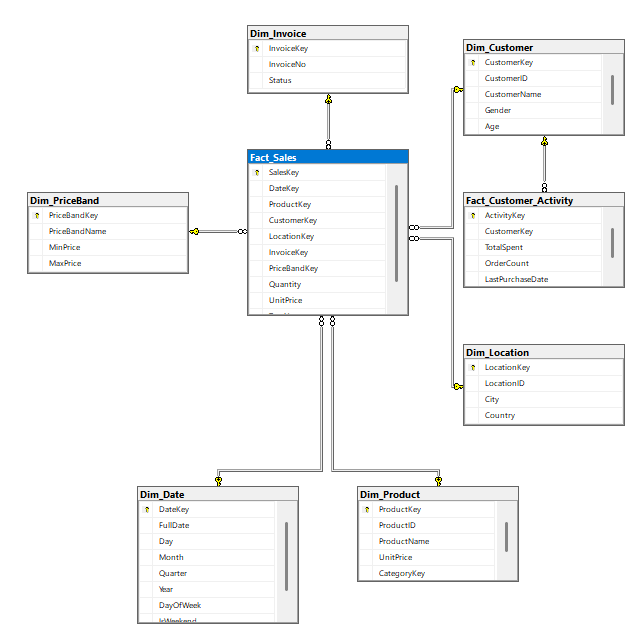 Dim_Invoice
InvoiceKey
InvoiceNo
Status
Dim_Customer
CustomerKey
CustomerID
CustomerName
Gender
Age
Fact_Sales
SalesKey
DateKey
ProductKey
CustomerKey
LocationKey
InvoiceKey
PriceBandKey
Quantity
UnitPrice
Dim_PriceBand
PriceBandKey
PriceBandName
MinPrice
MaxPrice
Fact_Customer_Activity
ActivityKey
CustomerKey
TotalSpent
OrderCount
LastPurchaseDate
Dim_Location
LocationKey
LocationID
City
Country
Dim_Date
DateKey
FullDate
Day
Month
Quarter
Year
DayOfWeek
IsWeekend
Dim_Product
ProductKey
ProductID
ProductName
UnitPrice
CategoryKey